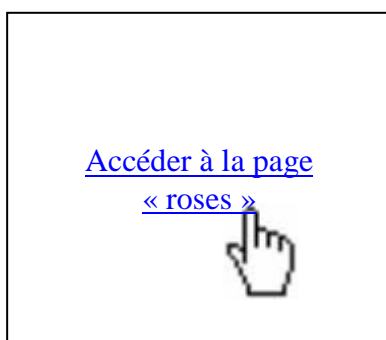 Accéder à la page
« roses »